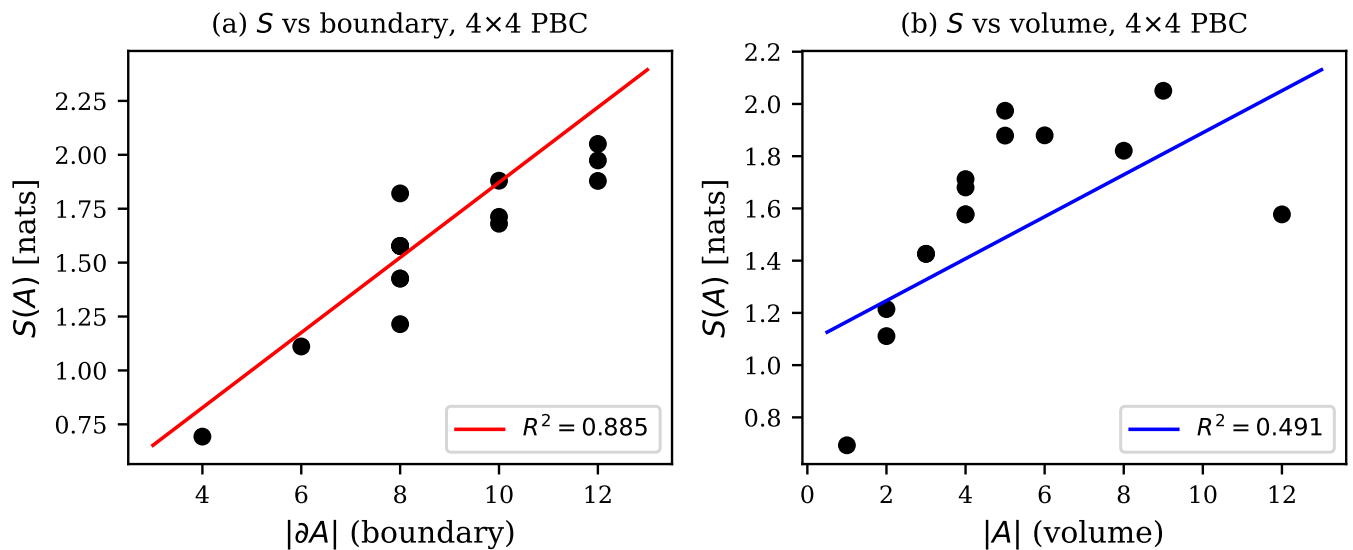 (a) S vs boundary, 4×4 PBC
S(A) [nats]
2.25
2.00
1.75
1.50
1.25
1.00
0.75
R² = 0.885
4 6 8 10 12
|∂A| (boundary)
(b) S vs volume, 4×4 PBC
S(A) [nats]
2.2
2.0
1.8
1.6
1.4
1.2
1.0
0.8
R² = 0.491
0 2 4 6 8 10 12
|A| (volume)